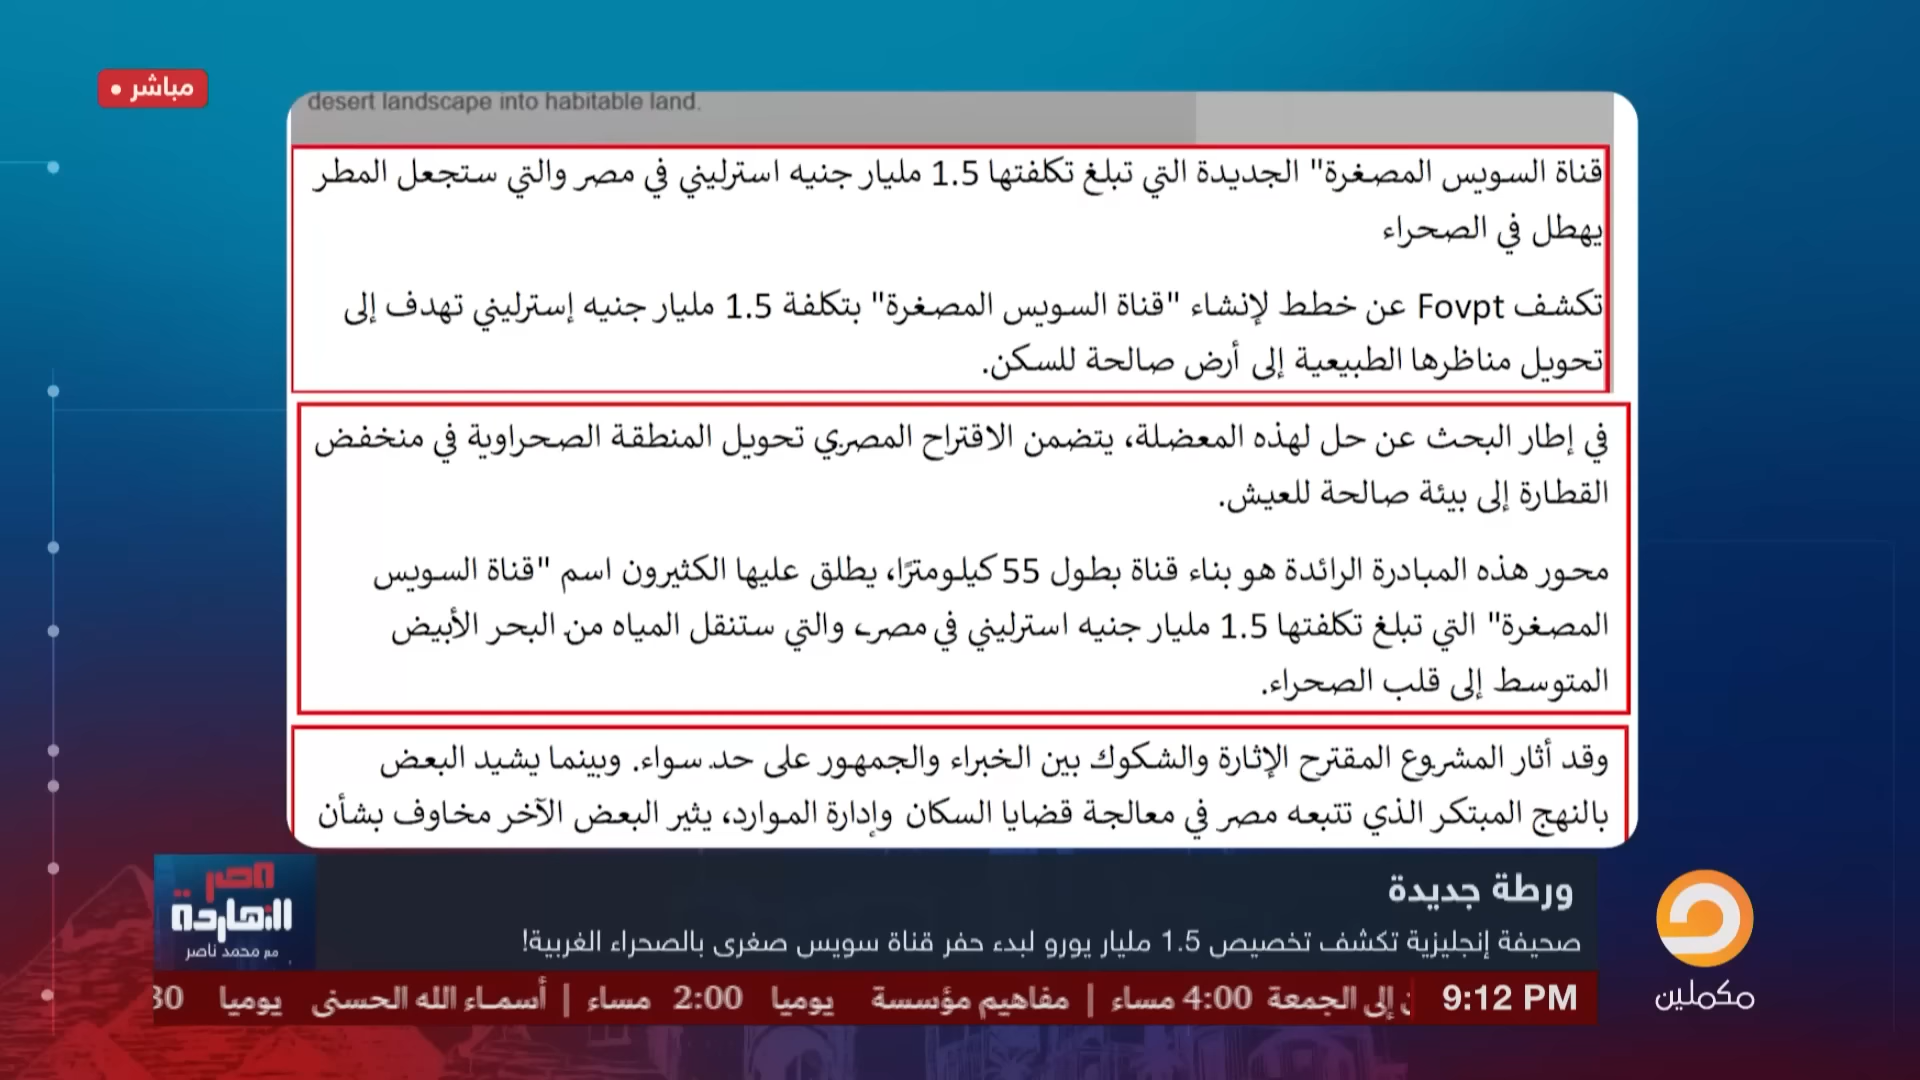 مباشر
desert landscape into habitable land.
قناة السويس المصغرة" الجديدة التي تبلغ تكلفتها 1.5 مليار جنيه استرليني في مصر والتي ستجعل المطر
يهطل في الصحراء
تكشف Fovpt عن خطط لإنشاء "قناة السويس المصغرة" بتكلفة 1.5 مليار جنيه إسترليني تهدف إلى
تحويل مناظرها الطبيعية إلى أرض صالحة للسكن.
في إطار البحث عن حل لهذه المعضلة، يتضمن الاقتراح المصري تحويل المنطقة الصحراوية في منخفض
القطارة إلى بيئة صالحة للعيش.
محور هذه المبادرة الرائدة هو بناء قناة بطول 55 كيلومترًا، يطلق عليها الكثيرون اسم "قناة السويس
المصغرة" التي تبلغ تكلفتها 1.5 مليار جنيه استرليني في مصر، والتي ستنقل المياه من البحر الأبيض
المتوسط إلى قلب الصحراء.
وقد أثار المشروع المقترح الإثارة والشكوك بين الخبراء والجمهور على حد سواء. وبينما يشيد البعض
بالنهج المبتكر الذي تتبعه مصر في معالجة قضايا السكان وإدارة الموارد، يثير البعض الآخر مخاوف بشأن
مصر
النهاردة
مع محمد ناصر
ورطة جديدة
صحيفة إنجليزية تكشف تخصيص 1.5 مليار يورو لبدء حفر قناة سويس صغرى بالصحراء الغربية!
9:12 PM
إلى الجمعة 4:00 مساء | مفاهيم مؤسسة يوميا 2:00 مساء | أسماء الله الحسنى يوميا 30
مكملين